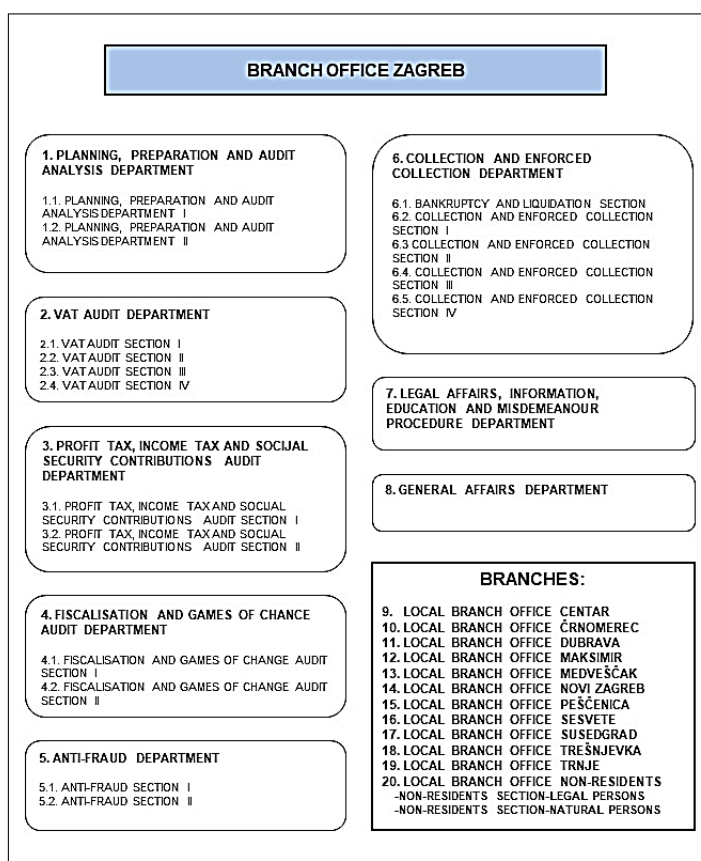 BRANCH OFFICE ZAGREB
1. PLANNING, PREPARATION AND AUDIT
ANALYSIS DEPARTMENT
1.1. PLANNING, PREPARATION AND AUDIT
ANALYSIS DEPARTMENT I
1.2. PLANNING, PREPARATION AND AUDIT
ANALYSIS DEPARTMENT II
2. VAT AUDIT DEPARTMENT
2.1. VAT AUDIT SECTION I
2.2. VAT AUDIT SECTION II
2.3. VAT AUDIT SECTION III
2.4. VAT AUDIT SECTION IV
3. PROFIT TAX, INCOME TAX AND SOCIJAL
SECURITY CONTRIBUTIONS AUDIT
DEPARTMENT
3.1. PROFIT TAX, INCOME TAX AND SOCIJAL
SECURITY CONTRIBUTIONS AUDIT SECTION I
3.2. PROFIT TAX, INCOME TAX AND SOCIJAL
SECURITY CONTRIBUTIONS AUDIT SECTION II
4. FISCALISATION AND GAMES OF CHANCE
AUDIT DEPARTMENT
4.1. FISCALISATION AND GAMES OF CHANGE AUDIT
SECTION I
4.2. FISCALISATION AND GAMES OF CHANGE AUDIT
SECTION II
5. ANTI-FRAUD DEPARTMENT
5.1. ANTI-FRAUD SECTION I
5.2. ANTI-FRAUD SECTION II
6. COLLECTION AND ENFORCED
COLLECTION DEPARTMENT
6.1. BANKRUPTCY AND LIQUIDATION SECTION
6.2. COLLECTION AND ENFORCED COLLECTION
SECTION I
6.3 COLLECTION AND ENFORCED COLLECTION
SECTION II
6.4. COLLECTION AND ENFORCED COLLECTION
SECTION III
6.5. COLLECTION AND ENFORCED COLLECTION
SECTION IV
7. LEGAL AFFAIRS, INFORMATION,
EDUCATION AND MISDEMEANOUR
PROCEDURE DEPARTMENT
8. GENERAL AFFAIRS DEPARTMENT
BRANCHES:
9. LOCAL BRANCH OFFICE CENTAR
10. LOCAL BRANCH OFFICE ČRNOMEREC
11. LOCAL BRANCH OFFICE DUBRAVA
12. LOCAL BRANCH OFFICE MAKSIMIR
13. LOCAL BRANCH OFFICE MEDVEŠČAK
14. LOCAL BRANCH OFFICE NOVI ZAGREB
15. LOCAL BRANCH OFFICE PEŠČENICA
16. LOCAL BRANCH OFFICE SESVETE
17. LOCAL BRANCH OFFICE SUSEDGRAD
18. LOCAL BRANCH OFFICE TREŠNJEVKA
19. LOCAL BRANCH OFFICE TRNJE
20. LOCAL BRANCH OFFICE NON-RESIDENTS
-NON-RESIDENTS SECTION-LEGAL PERSONS
-NON-RESIDENTS SECTION-NATURAL PERSONS